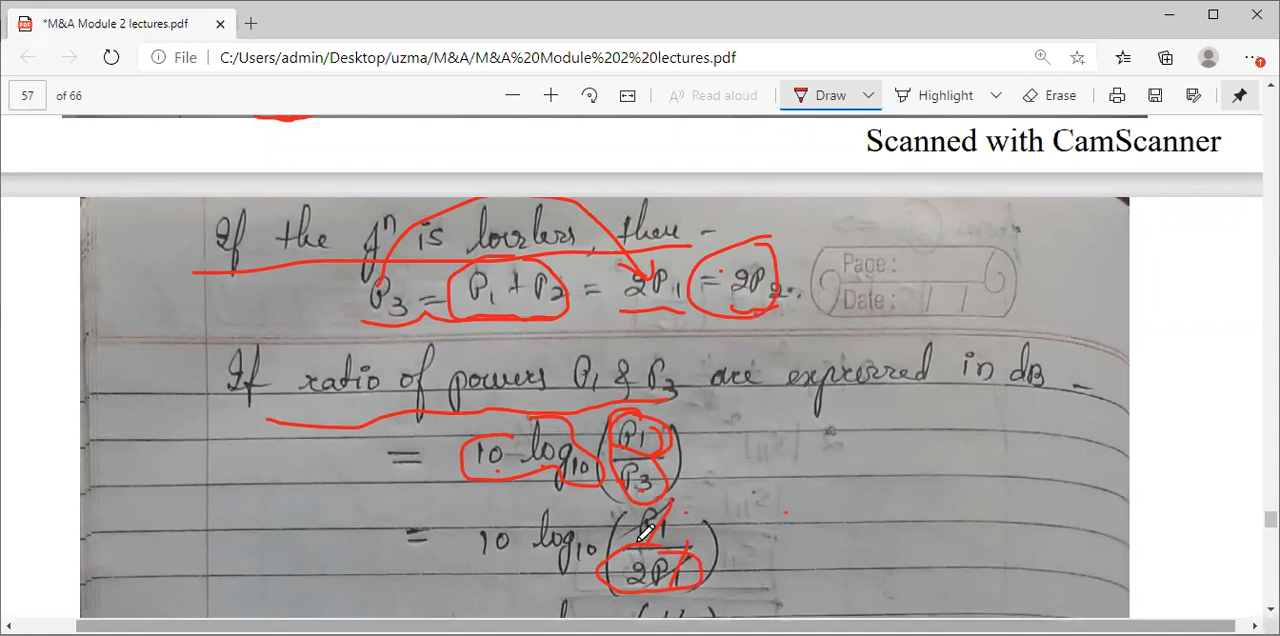 *M&A Module 2 lectures.pdf
File C:/Users/admin/Desktop/uzma/M&A/M&A%20Module%202%20lectures.pdf
57 of 66 Read aloud Draw Highlight Erase
Scanned with CamScanner
If the fⁿ is lossless, then -
P3 = P1 + P2 = 2P1 = 2P2.
Page:
Date: / /
If ratio of powers P1 & P3 are expressed in dB -
= 10 log10 (P1/P3)
= 10 log10 (P1/2P1)